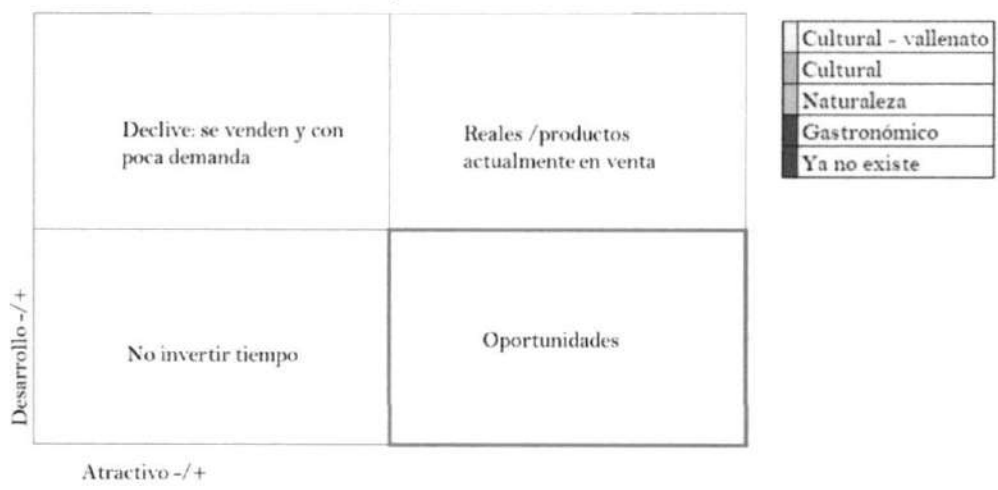 Declive: se venden y con
poca demanda
Reales /productos
actualmente en venta
No invertir tiempo
Oportunidades
Desarrollo -/+
Atractivo -/+
Cultural - vallenato
Cultural
Naturaleza
Gastronómico
Ya no existe